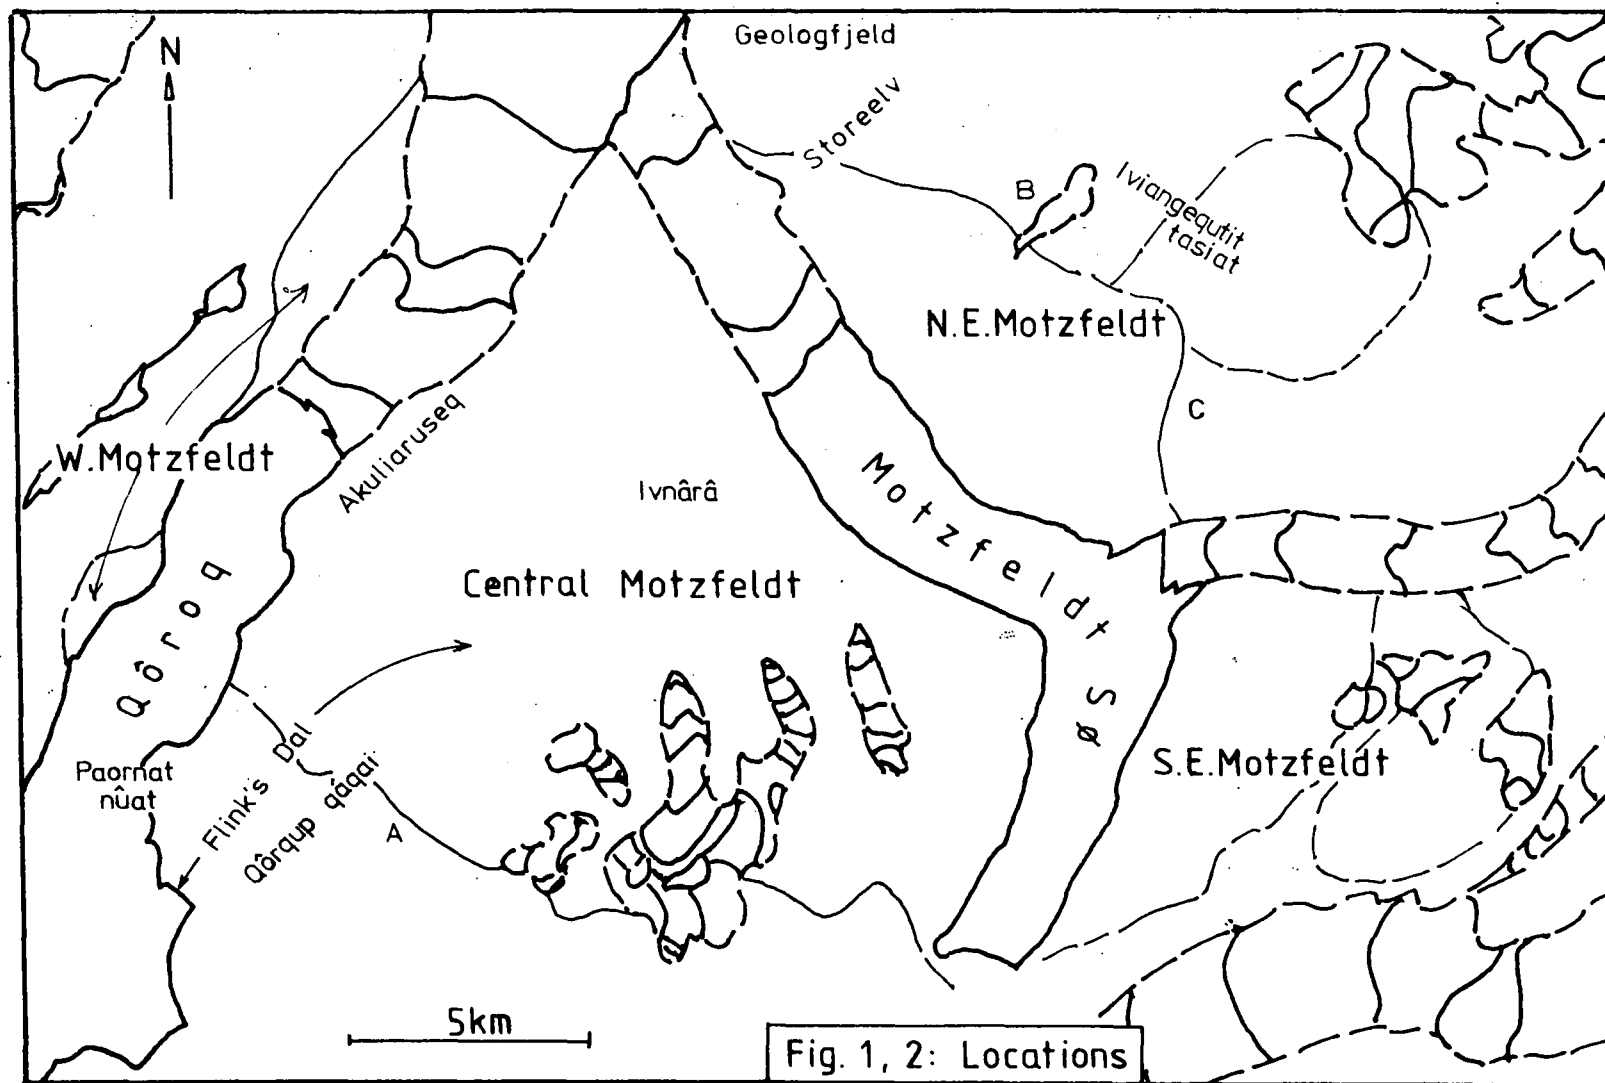 Geologfjeld
N
Storeelv
B
Iviangequtit
tasiat
N.E.Motzfeldt
C
Akuliaruseq
W.Motzfeldt
Ivnârâ
Motzfeldt Sø
Central Motzfeldt
Qôroq
S.E.Motzfeldt
Paornat
nûat
Flink's Dal
Qôrqup qáqai
A
5km
Fig. 1, 2: Locations